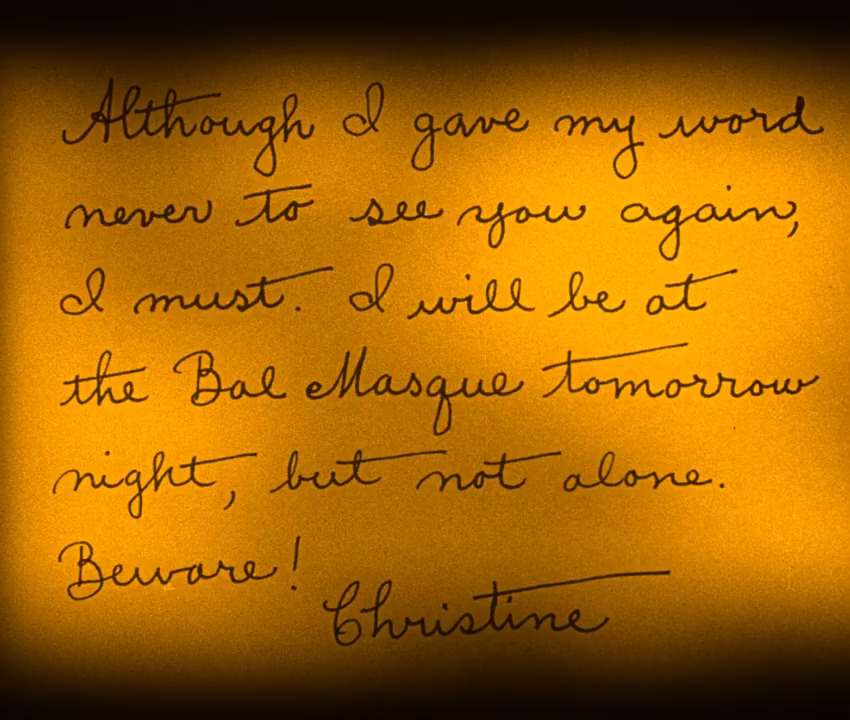 Although I gave my word
never to see you again,
I must. I will be at
the Bal Masque tomorrow
night, but not alone.
Beware!
Christine